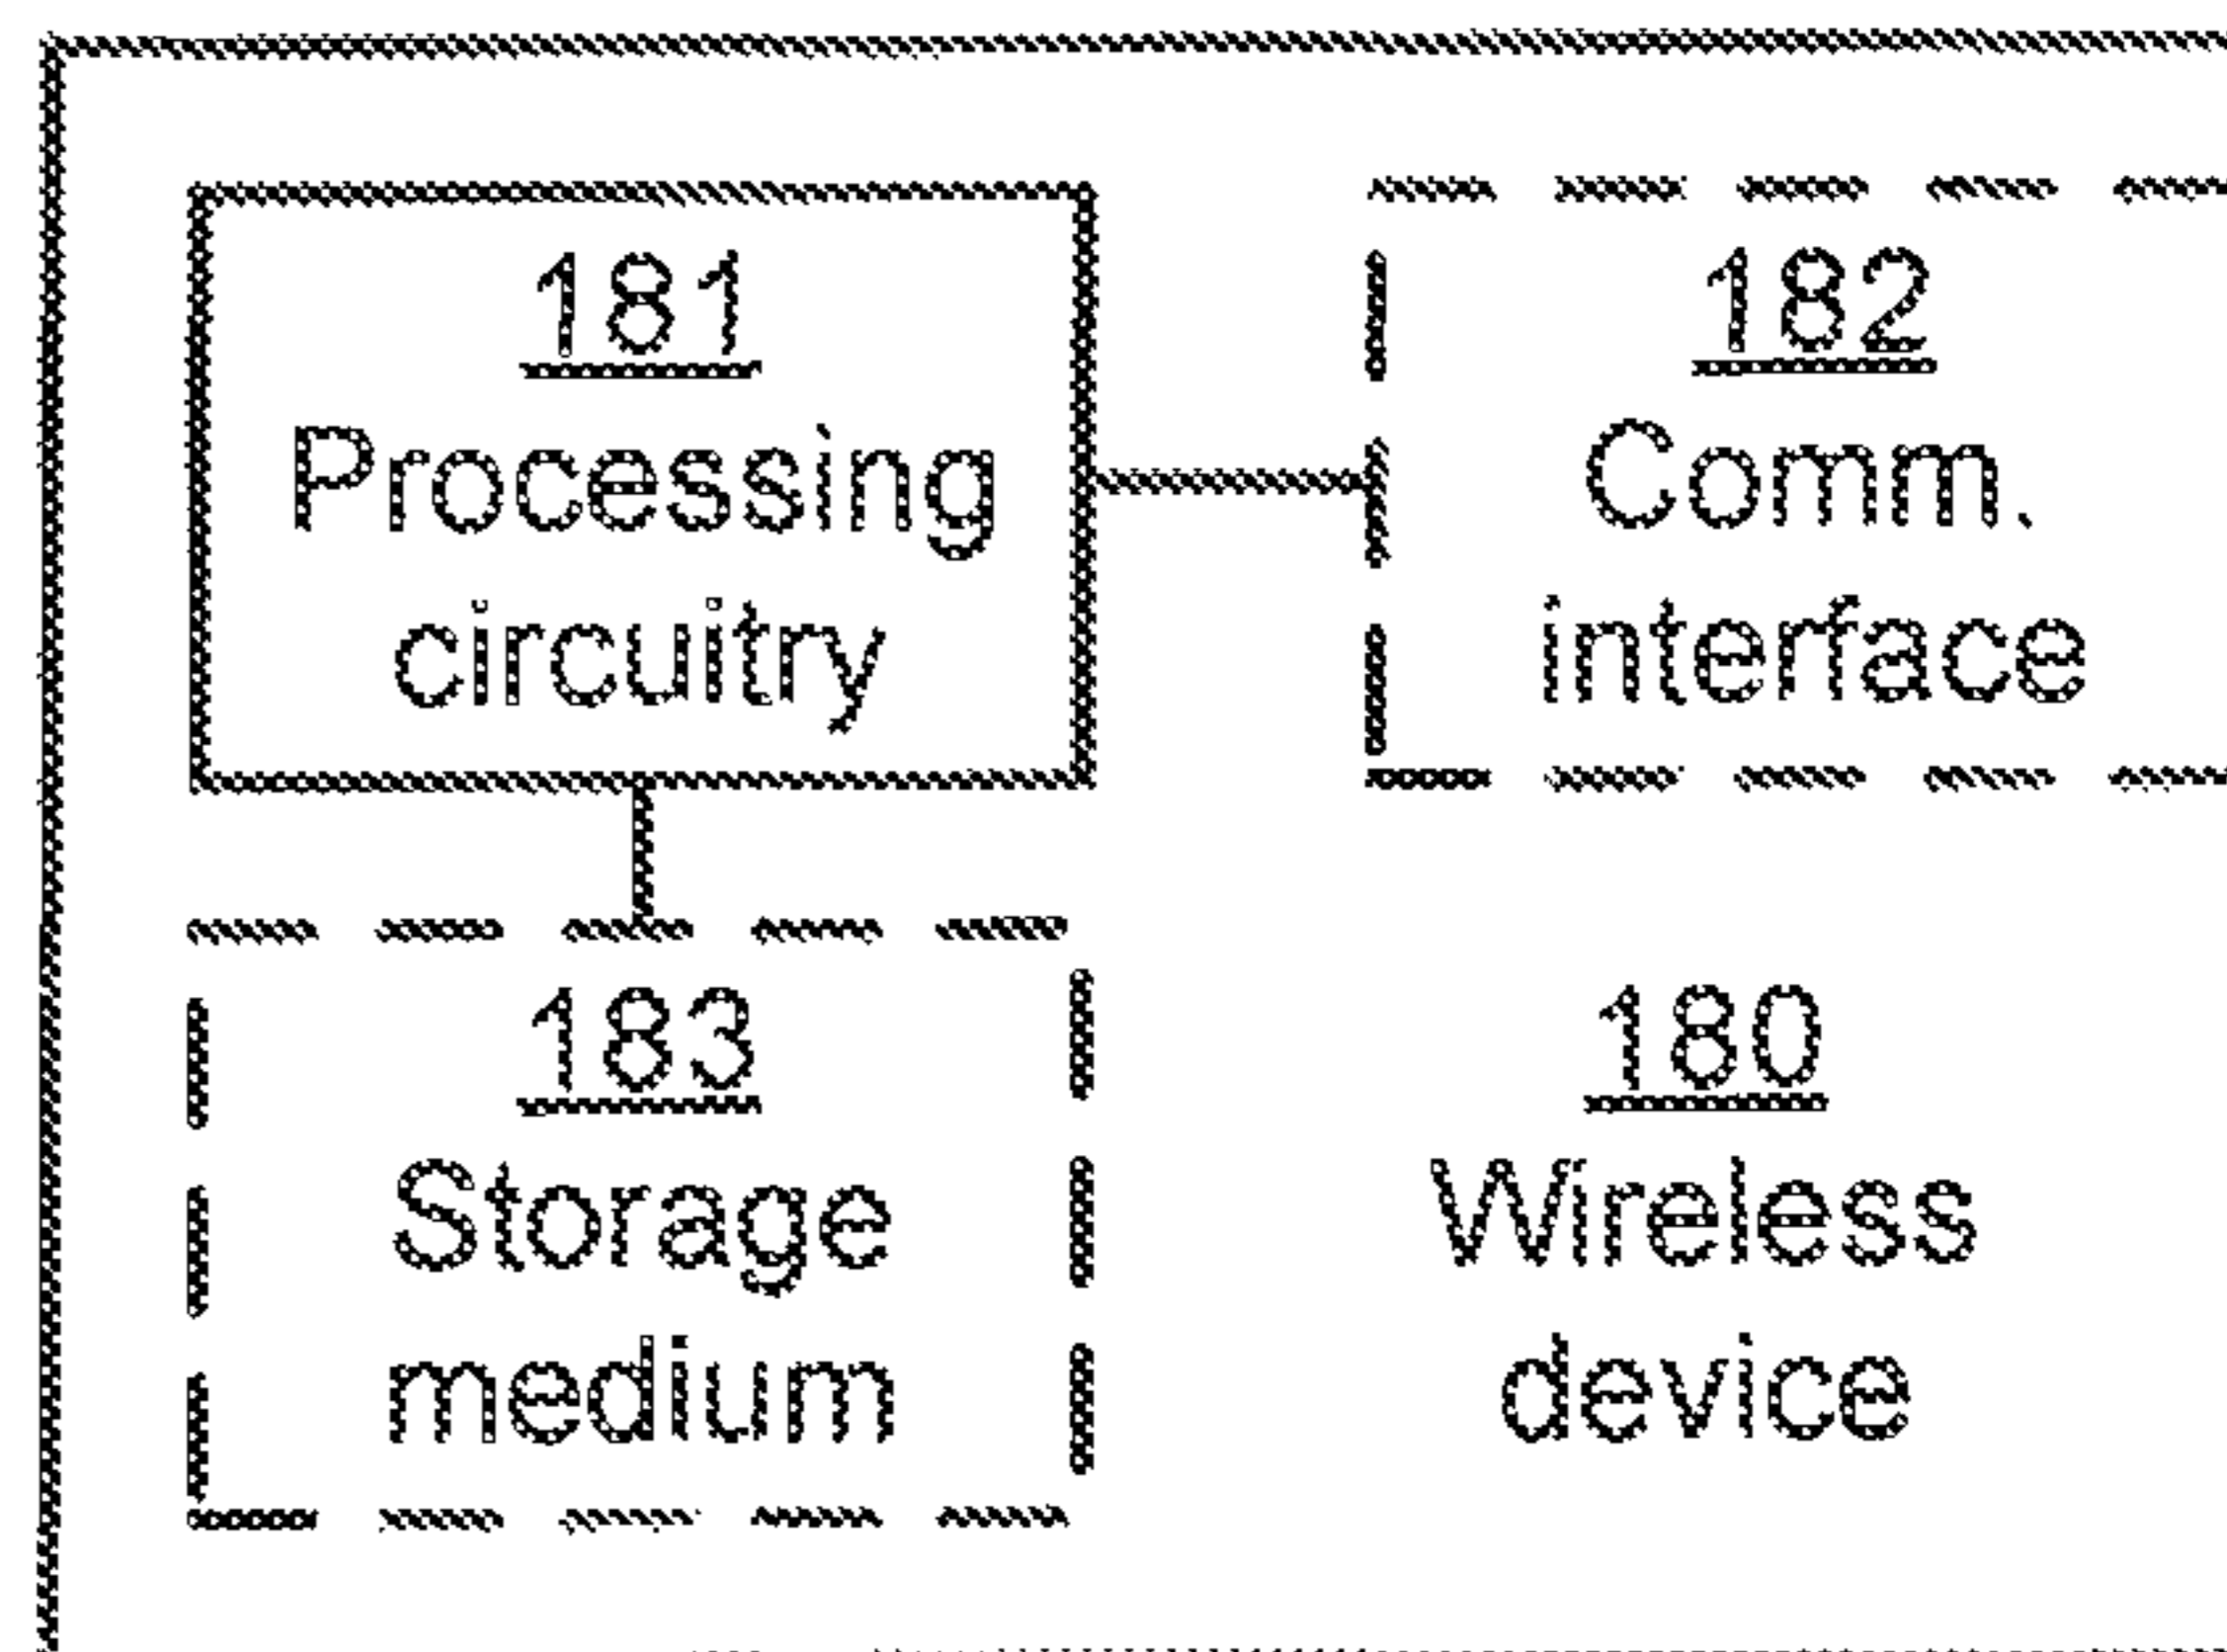 181
Processing
circuitry
182
Comm.
interface
183
Storage
medium
180
Wireless
device